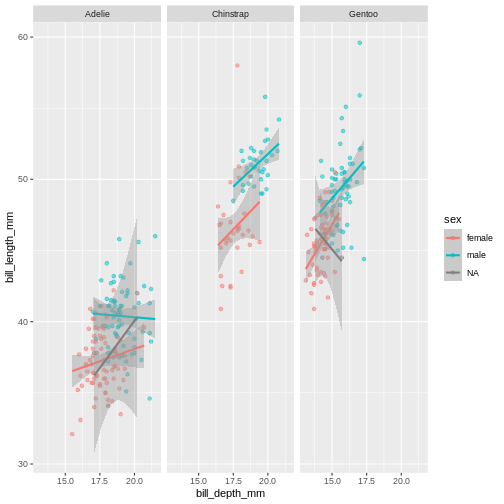 Adelie Chinstrap Gentoo
60
50
40
30
bill_length_mm
15.0 17.5 20.0 15.0 17.5 20.0 15.0 17.5 20.0
bill_depth_mm
sex
female
male
NA